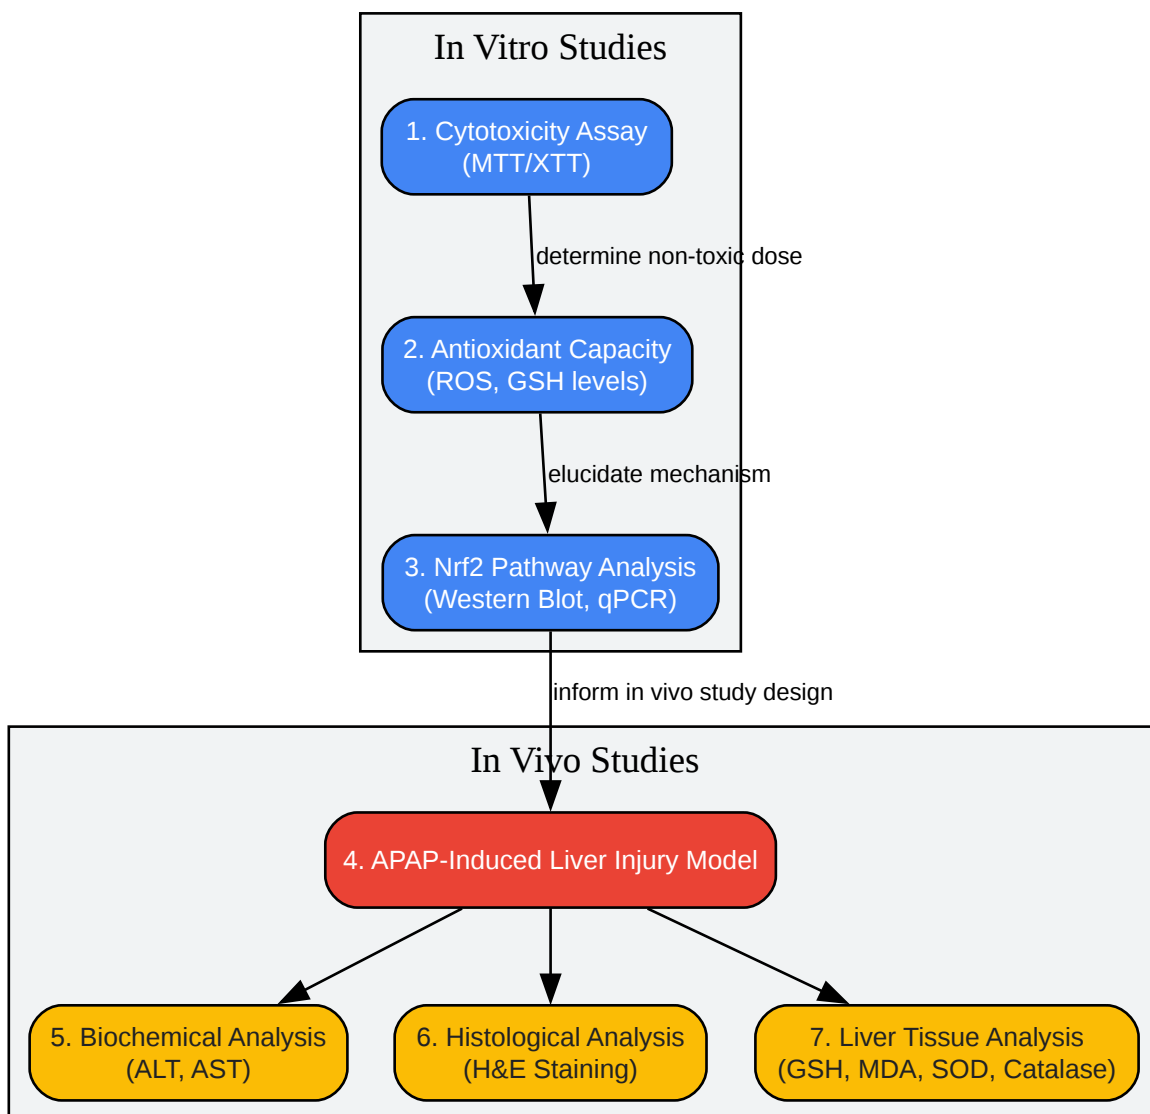 In Vitro Studies
1. Cytotoxicity Assay
(MTT/XTT)
determine non-toxic dose
2. Antioxidant Capacity
(ROS, GSH levels)
elucidate mechanism
3. Nrf2 Pathway Analysis
(Western Blot, qPCR)
inform in vivo study design
In Vivo Studies
4. APAP-Induced Liver Injury Model
5. Biochemical Analysis
(ALT, AST)
6. Histological Analysis
(H&E Staining)
7. Liver Tissue Analysis
(GSH, MDA, SOD, Catalase)